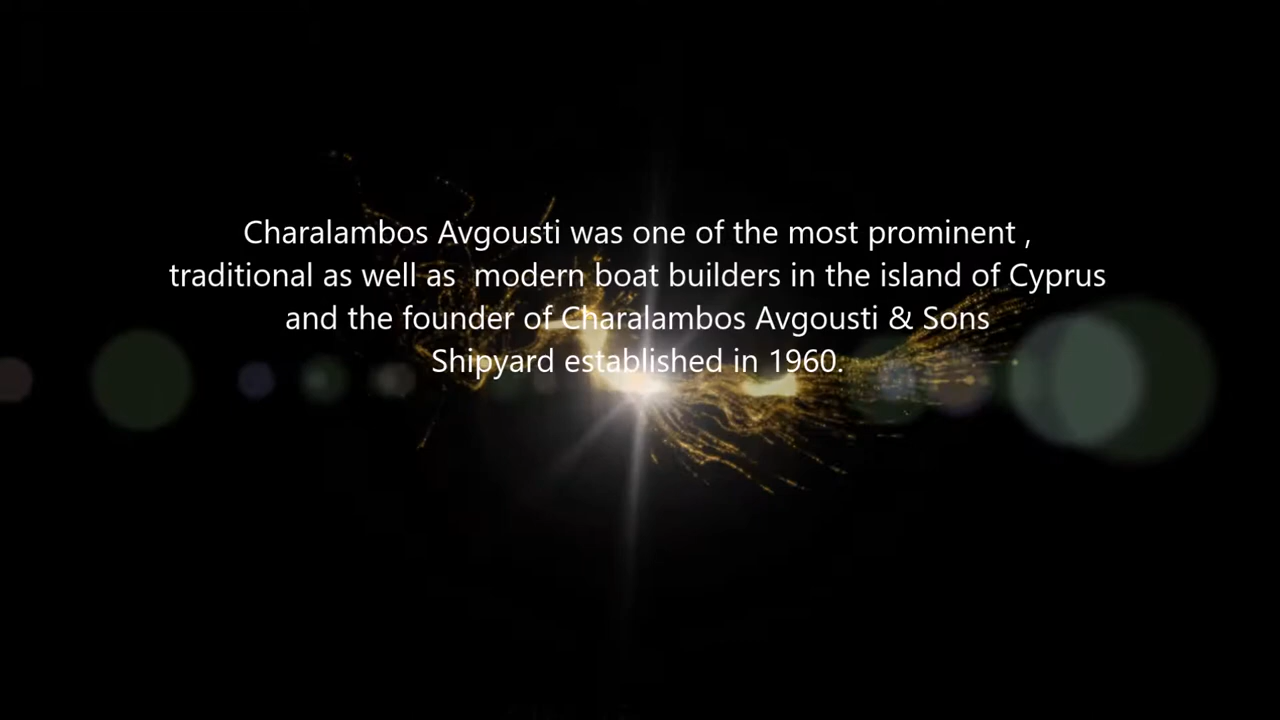 Charalambos Avgousti was one of the most prominent ,
traditional as well as  modern boat builders in the island of Cyprus
and the founder of Charalambos Avgousti & Sons
Shipyard established in 1960.